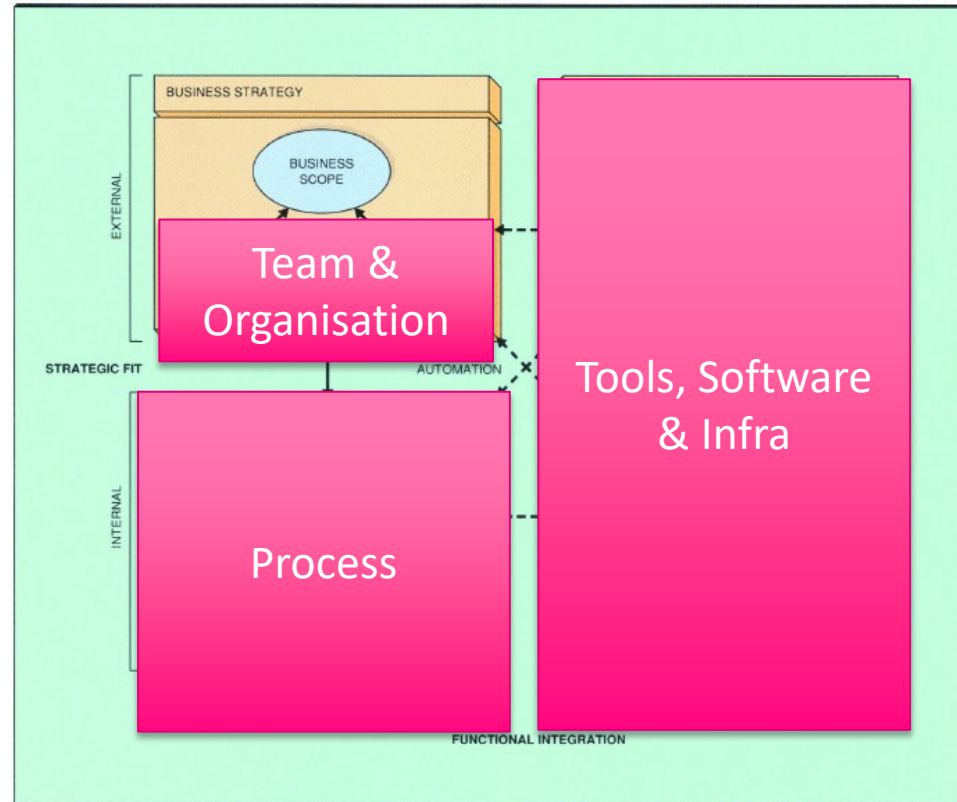 BUSINESS STRATEGY
BUSINESS
SCOPE
EXTERNAL
Team &
Organisation
STRATEGIC FIT
AUTOMATION
Tools, Software
& Infra
INTERNAL
Process
FUNCTIONAL INTEGRATION